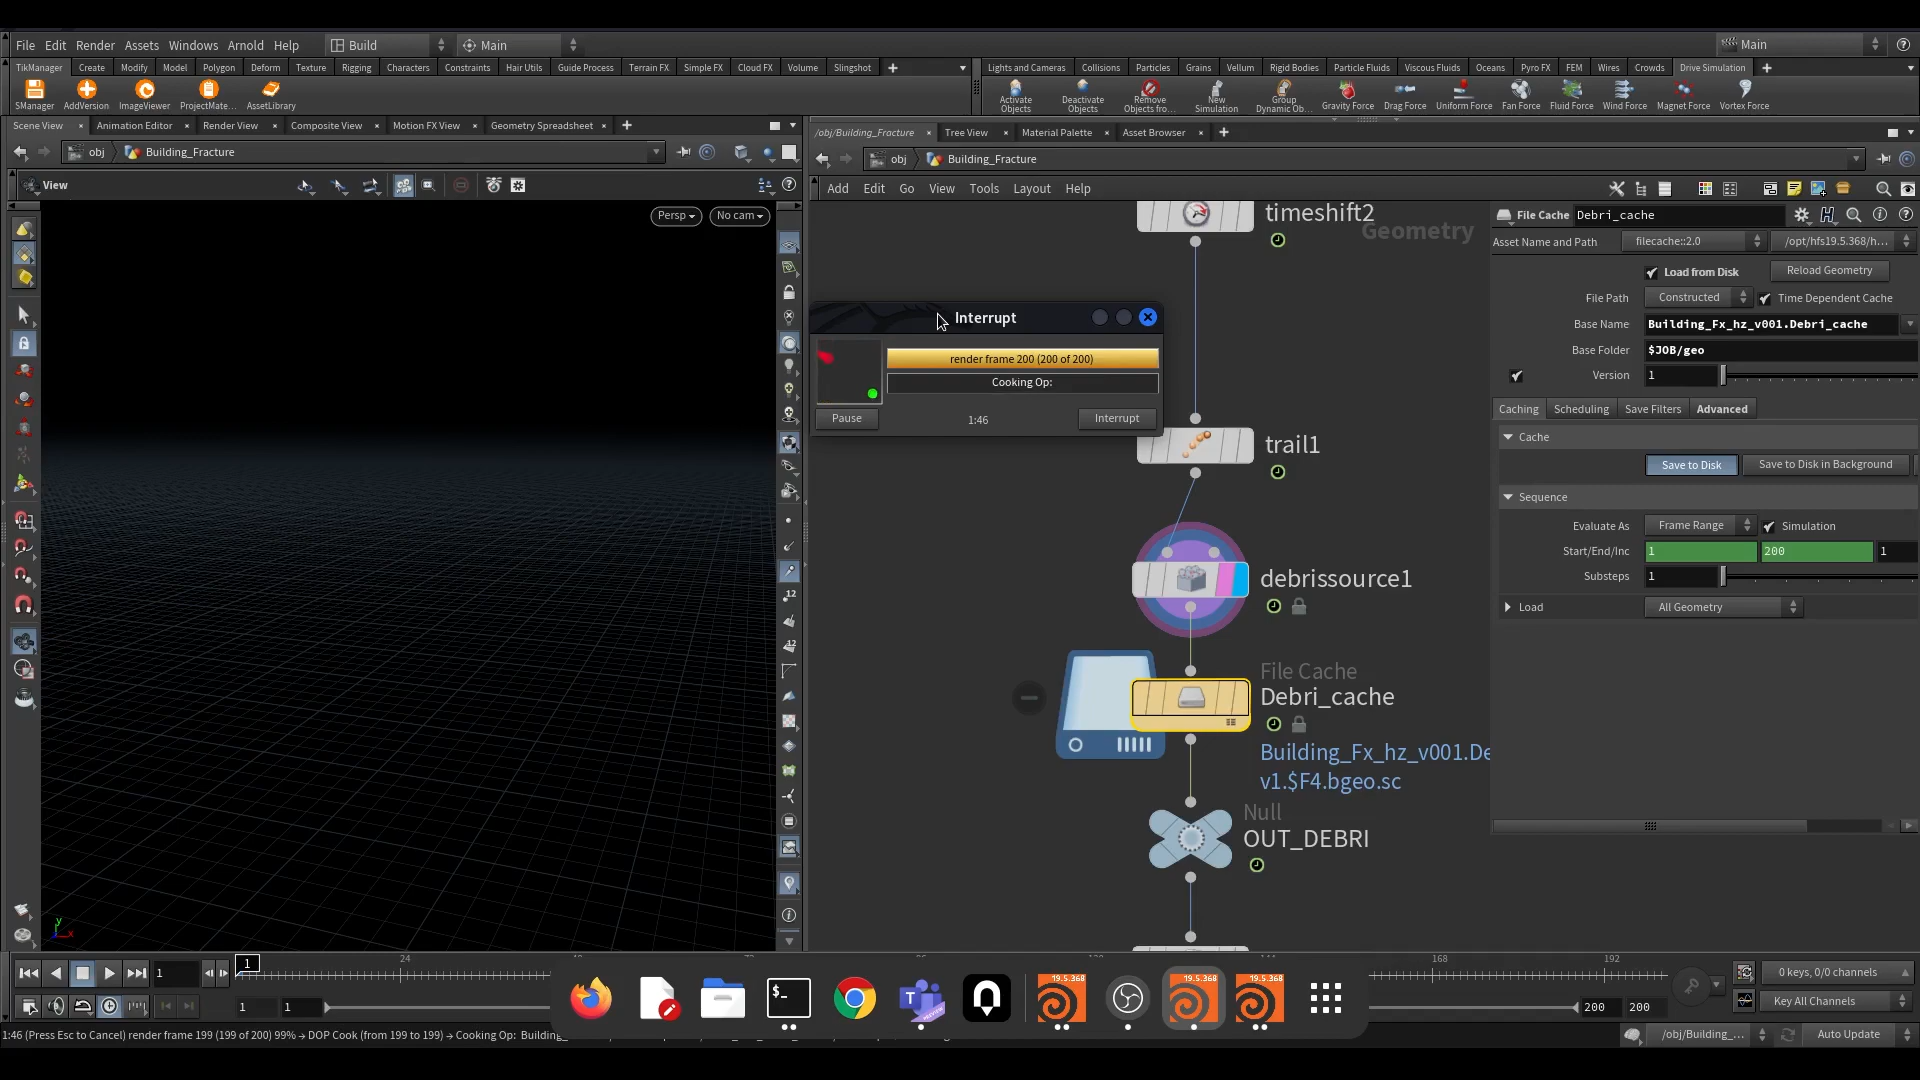 File Edit Render Assets Windows Arnold Help Build Main Main
TikManager Create Modify Model Polygon Deform Texture Rigging Characters Constraints Hair Utils Guide Process Terrain FX Simple FX Cloud FX Volume Slingshot
Lights and Cameras Collisions Particles Grains Vellum Rigid Bodies Particle Fluids Viscous Fluids Oceans Pyro FX FEM Wires Crowds Drive Simulation
SManager AddVersion ImageViewer ProjectMate... AssetLibrary
Activate Objects
Deactivate Objects
Remove Objects fro...
New Simulation
Group Dynamic Ob...
Gravity Force Drag Force Uniform Force Fan Force Fluid Force Wind Force Magnet Force Vortex Force
Scene View Animation Editor Render View Composite View Motion FX View Geometry Spreadsheet
/obj/Building_Fracture Tree View Material Palette Asset Browser
obj Building_Fracture
obj Building_Fracture
View
Add Edit Go View Tools Layout Help
Persp No cam
timeshift2
Geometry
File Cache Debri_cache
Asset Name and Path filecache::2.0 /opt/hfs19.5.368/h...
Load from Disk Reload Geometry
File Path Constructed Time Dependent Cache
Base Name Building_Fx_hz_v001.Debri_cache
Base Folder $JOB/geo
Version 1
Caching Scheduling Save Filters Advanced
Cache
Save to Disk Save to Disk in Background
Sequence
Evaluate As Frame Range Simulation
Start/End/Inc 1 200 1
Substeps 1
Load All Geometry
Interrupt
render frame 200 (200 of 200)
Cooking Op:
Pause 1:46 Interrupt
trail1
debrissource1
File Cache
Debri_cache
Building_Fx_hz_v001.De
v1.$F4.bgeo.sc
Null
OUT_DEBRI
12
12
y
x
1 1 24 168 192
0 keys, 0/0 channels
1 1 200 200 Key All Channels
19.5.368 19.5.368 19.5.368
$_
T
1:46 (Press Esc to Cancel) render frame 199 (199 of 200) 99% → DOP Cook (from 199 to 199) → Cooking Op: Building_
/obj/Building_... Auto Update